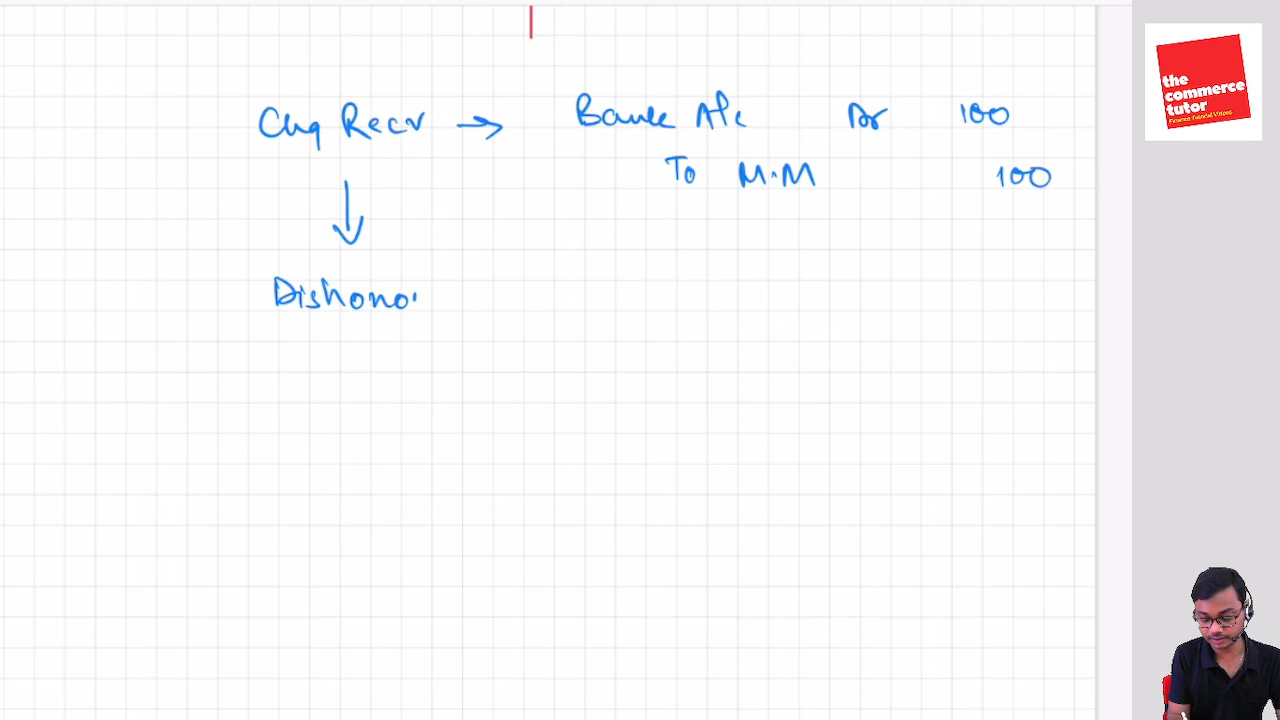 Chq Recv → Bank A/c Dr 100
To M.M 100
↓
Dishono
the
commerce
tutor